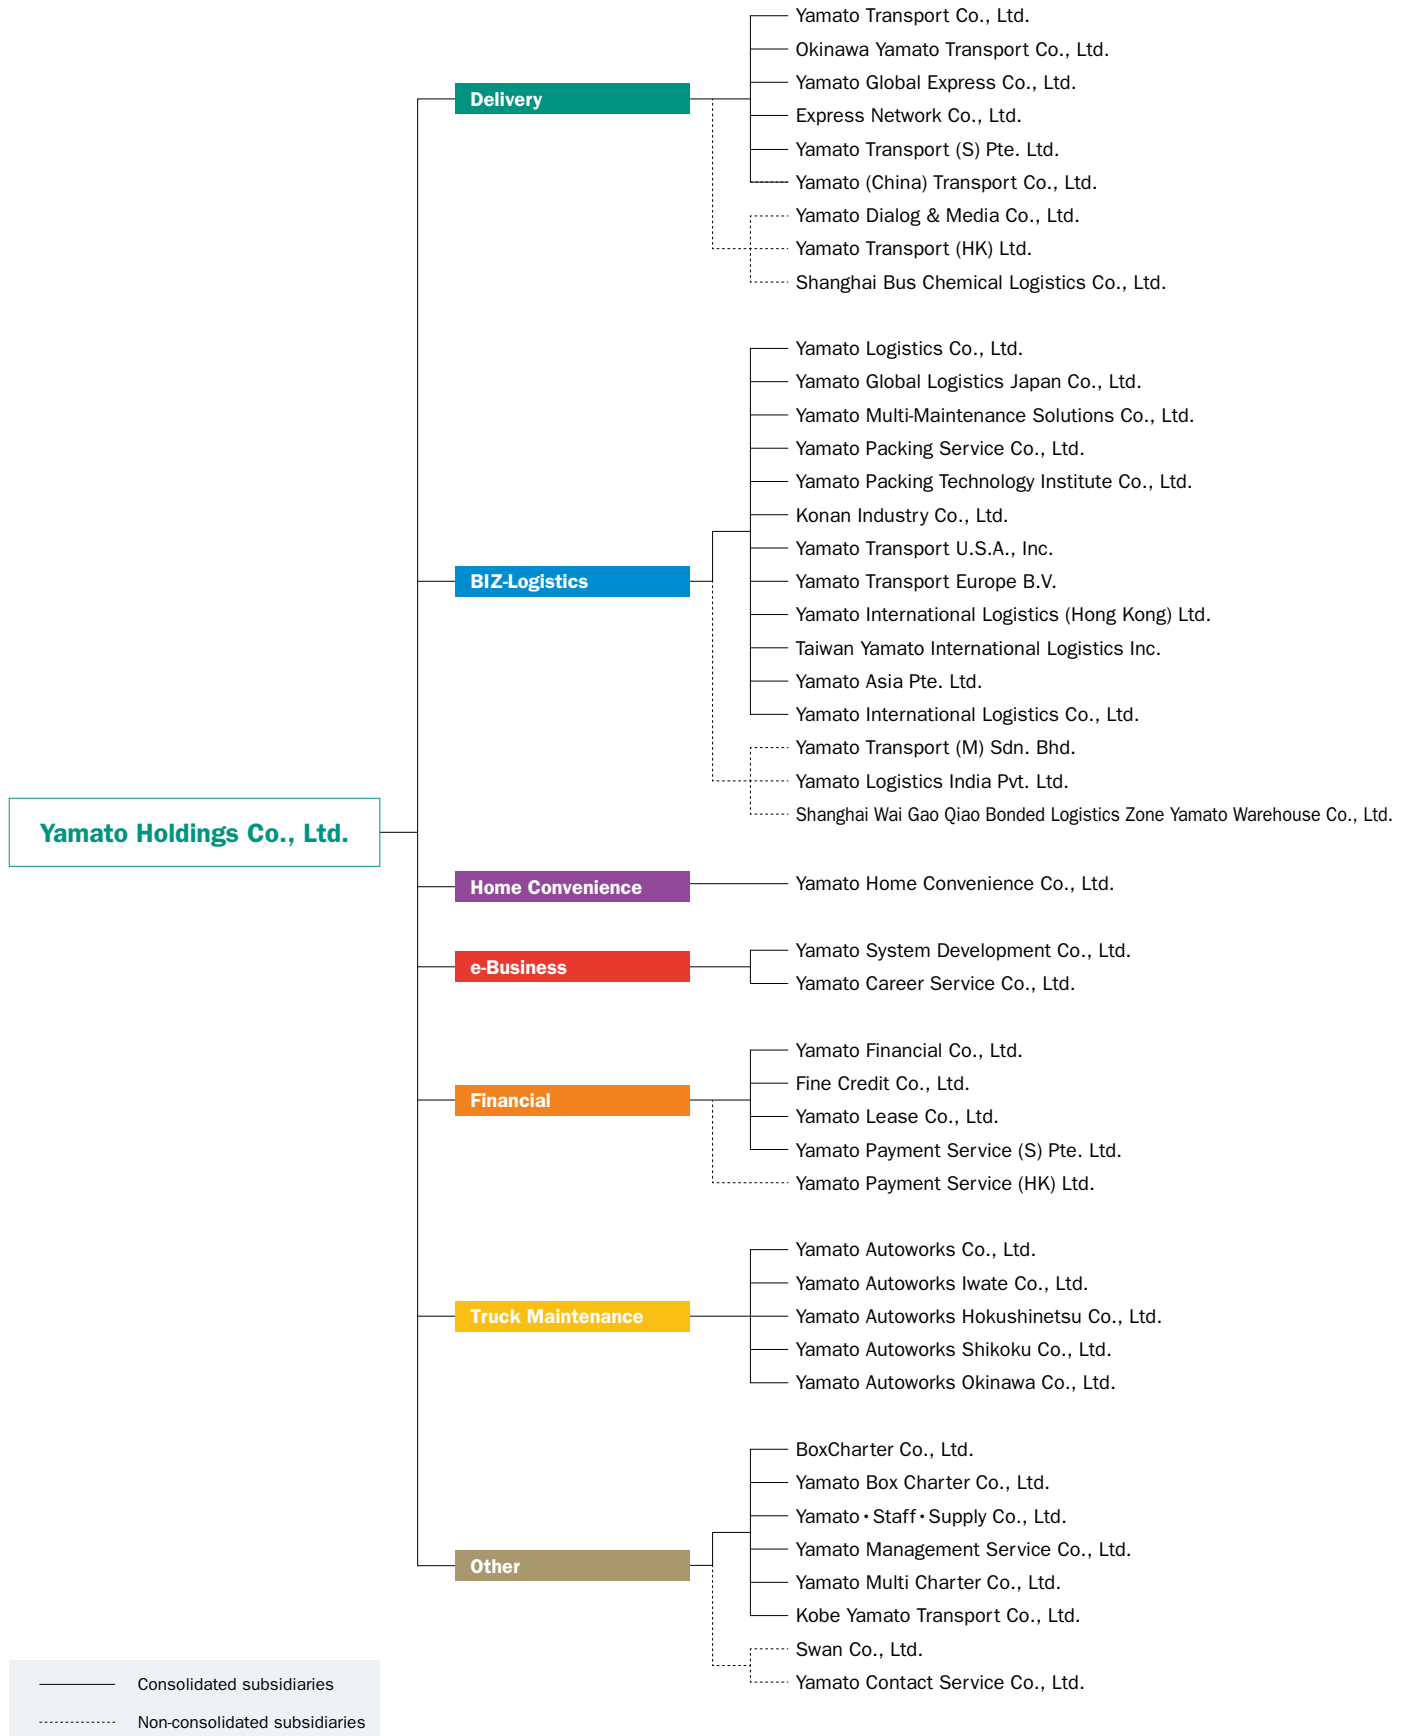 Yamato Holdings Co., Ltd.
Delivery
Yamato Transport Co., Ltd.
Okinawa Yamato Transport Co., Ltd.
Yamato Global Express Co., Ltd.
Express Network Co., Ltd.
Yamato Transport (S) Pte. Ltd.
Yamato (China) Transport Co., Ltd.
Yamato Dialog & Media Co., Ltd.
Yamato Transport (HK) Ltd.
Shanghai Bus Chemical Logistics Co., Ltd.
BIZ-Logistics
Yamato Logistics Co., Ltd.
Yamato Global Logistics Japan Co., Ltd.
Yamato Multi-Maintenance Solutions Co., Ltd.
Yamato Packing Service Co., Ltd.
Yamato Packing Technology Institute Co., Ltd.
Konan Industry Co., Ltd.
Yamato Transport U.S.A., Inc.
Yamato Transport Europe B.V.
Yamato International Logistics (Hong Kong) Ltd.
Taiwan Yamato International Logistics Inc.
Yamato Asia Pte. Ltd.
Yamato International Logistics Co., Ltd.
Yamato Transport (M) Sdn. Bhd.
Yamato Logistics India Pvt. Ltd.
Shanghai Wai Gao Qiao Bonded Logistics Zone Yamato Warehouse Co., Ltd.
Home Convenience
Yamato Home Convenience Co., Ltd.
e-Business
Yamato System Development Co., Ltd.
Yamato Career Service Co., Ltd.
Financial
Yamato Financial Co., Ltd.
Fine Credit Co., Ltd.
Yamato Lease Co., Ltd.
Yamato Payment Service (S) Pte. Ltd.
Yamato Payment Service (HK) Ltd.
Truck Maintenance
Yamato Autoworks Co., Ltd.
Yamato Autoworks Iwate Co., Ltd.
Yamato Autoworks Hokushinetsu Co., Ltd.
Yamato Autoworks Shikoku Co., Ltd.
Yamato Autoworks Okinawa Co., Ltd.
Other
BoxCharter Co., Ltd.
Yamato Box Charter Co., Ltd.
Yamato・Staff・Supply Co., Ltd.
Yamato Management Service Co., Ltd.
Yamato Multi Charter Co., Ltd.
Kobe Yamato Transport Co., Ltd.
Swan Co., Ltd.
Yamato Contact Service Co., Ltd.
Consolidated subsidiaries
Non-consolidated subsidiaries